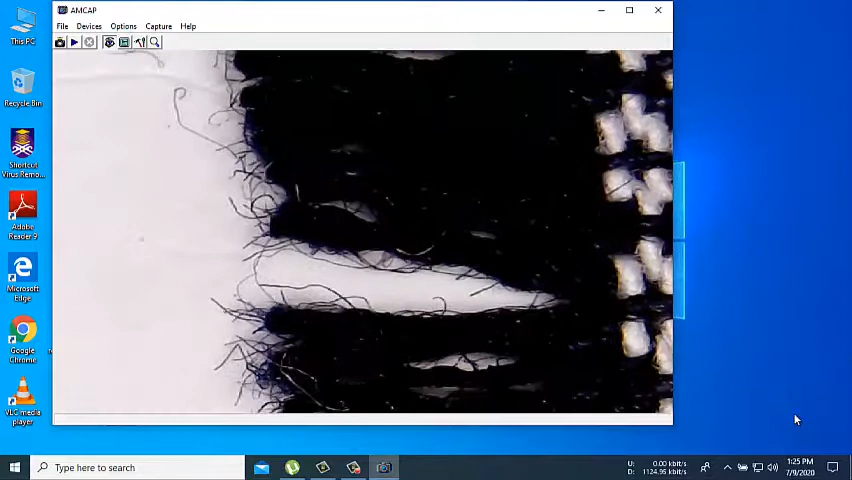 AMCAP
File Devices Options Capture Help
This PC
Recycle Bin
Shortcut
Virus Remo...
Adobe
Reader 9
Microsoft
Edge
Google
Chrome
VLC media
player
Type here to search
U: 0.00 kbit/s
D: 1124.95 kbit/s
1:25 PM
7/9/2020